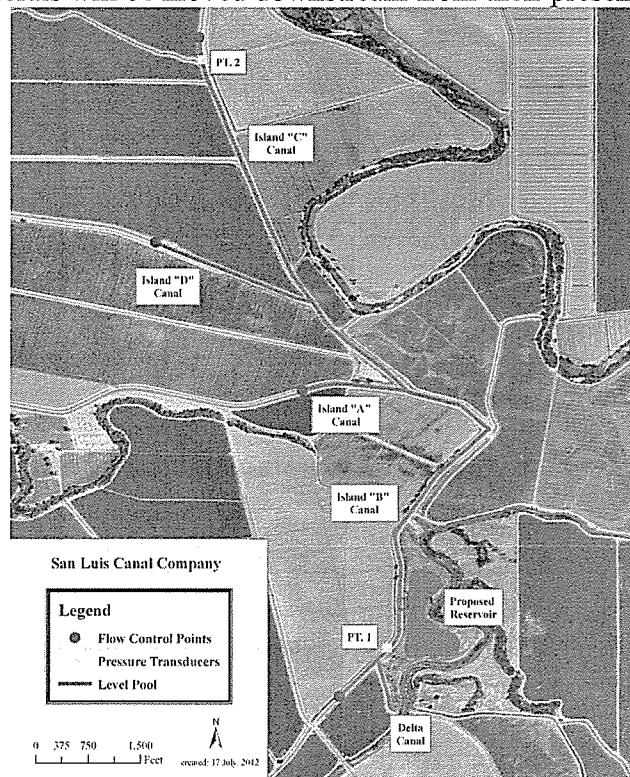 PT. 2
Island "C"
Canal
Island "D"
Canal
Island "A"
Canal
Island "B"
Canal
San Luis Canal Company
Legend
Flow Control Points
Pressure Transducers
Level Pool
Proposed
Reservoir
PT. 1
Delta
Canal
N
0 375 750 1,500
Feet
created: 17 July, 2012